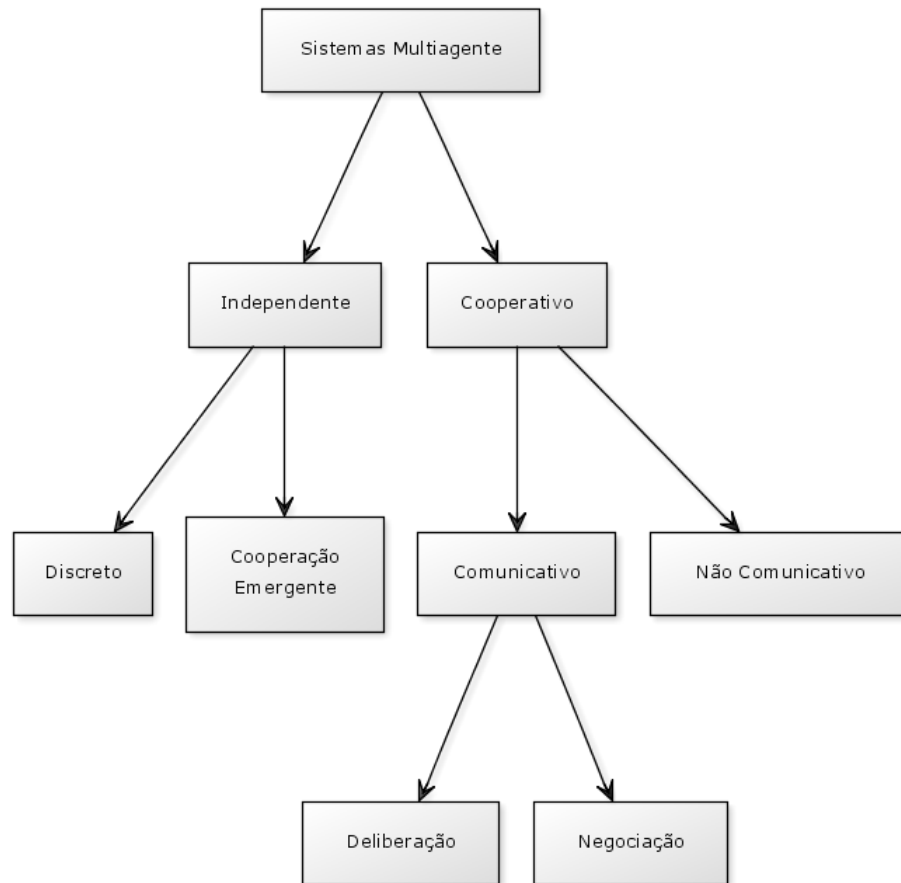 Sistemas Multiagente
Independente
Cooperativo
Discreto
Cooperação
Emergente
Comunicativo
Não Comunicativo
Deliberação
Negociação